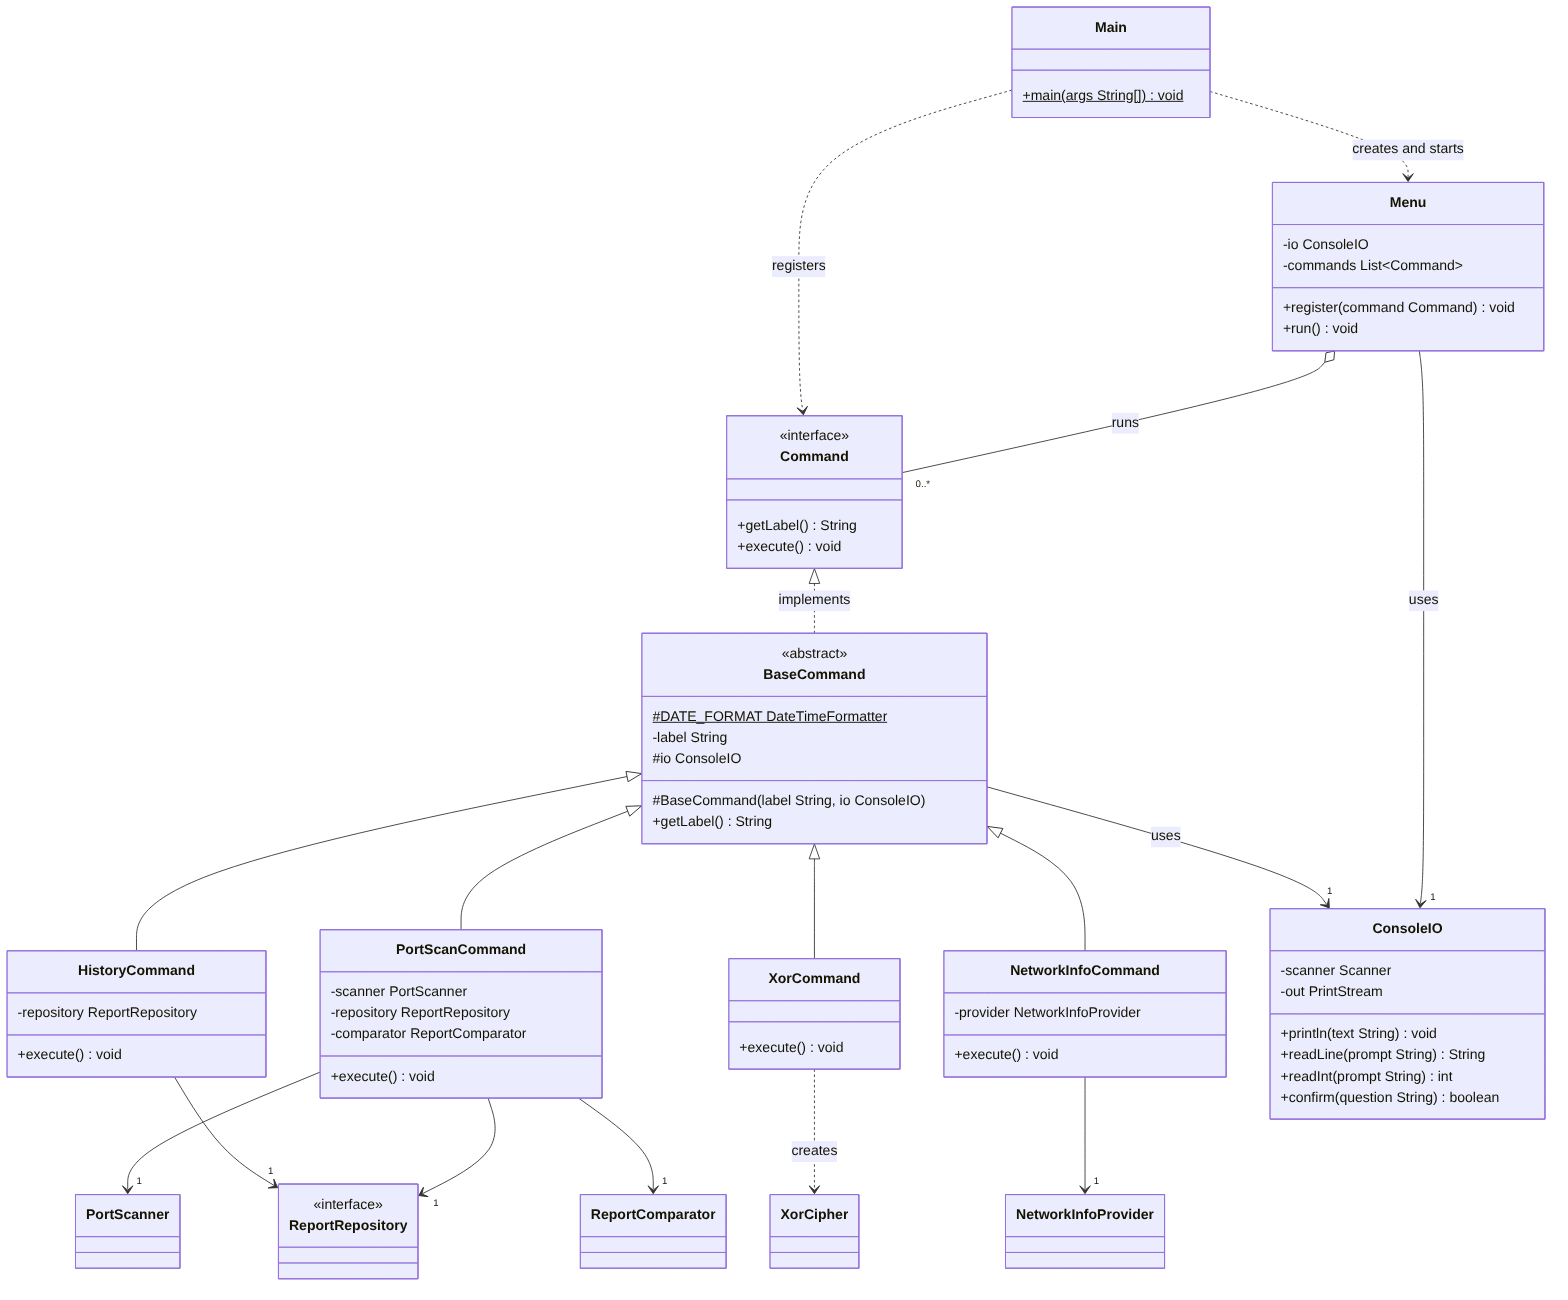 Main
+main(args String[]) : void
creates and starts
registers
Menu
-io ConsoleIO
-commands List<Command>
+register(command Command) : void
+run() : void
runs
0..*
uses
«interface»
Command
+getLabel() : String
+execute() : void
implements
«abstract»
BaseCommand
#DATE_FORMAT DateTimeFormatter
-label String
#io ConsoleIO
#BaseCommand(label String, io ConsoleIO)
+getLabel() : String
uses
1
1
HistoryCommand
-repository ReportRepository
+execute() : void
PortScanCommand
-scanner PortScanner
-repository ReportRepository
-comparator ReportComparator
+execute() : void
XorCommand
+execute() : void
NetworkInfoCommand
-provider NetworkInfoProvider
+execute() : void
ConsoleIO
-scanner Scanner
-out PrintStream
+println(text String) : void
+readLine(prompt String) : String
+readInt(prompt String) : int
+confirm(question String) : boolean
creates
1
1
1
1
1
PortScanner
«interface»
ReportRepository
ReportComparator
XorCipher
NetworkInfoProvider